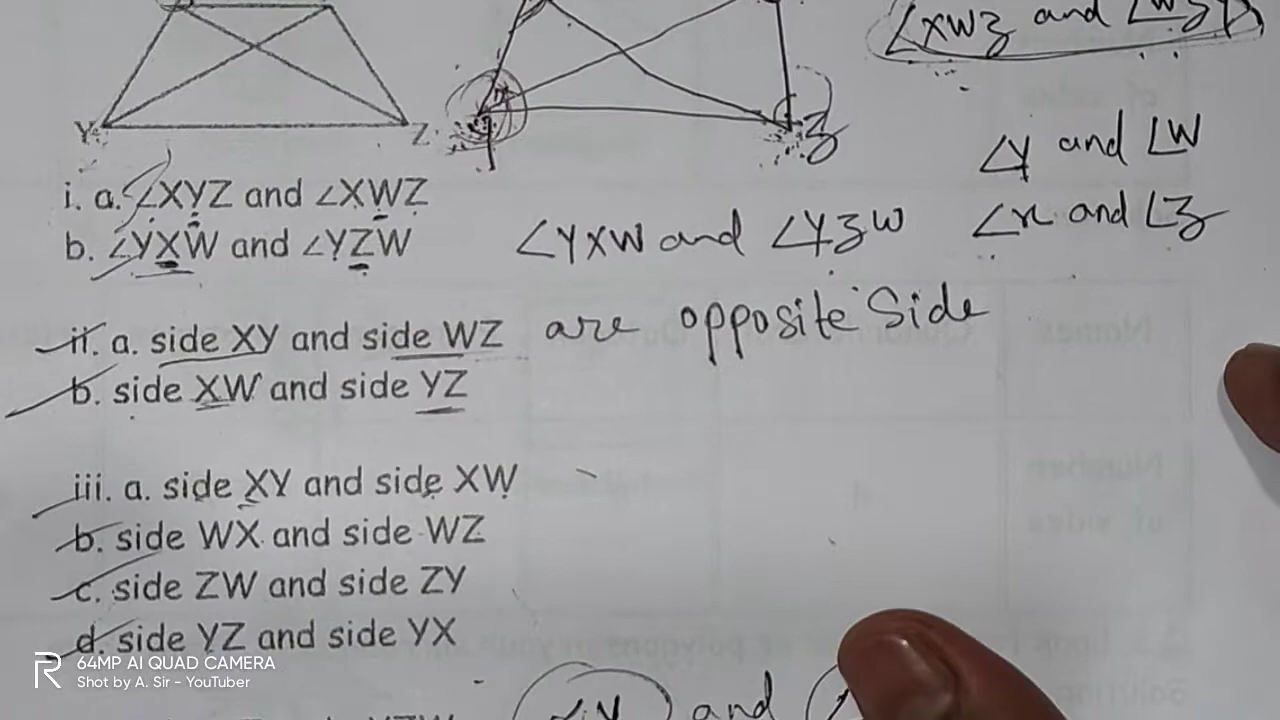 ∠XWZ and ∠WZY
Y Z
Z
∠Y and ∠W
i. a. ∠XYZ and ∠XWZ
∠x and ∠Z
b. ∠YXW and ∠YZW
∠YXW and ∠YZW
ii. a. side XY and side WZ
are opposite Side
b. side XW and side YZ
iii. a. side XY and side XW
b. side WX and side WZ
c. side ZW and side ZY
d. side YZ and side YX
64MP AI QUAD CAMERA
Shot by A. Sir - YouTuber
and